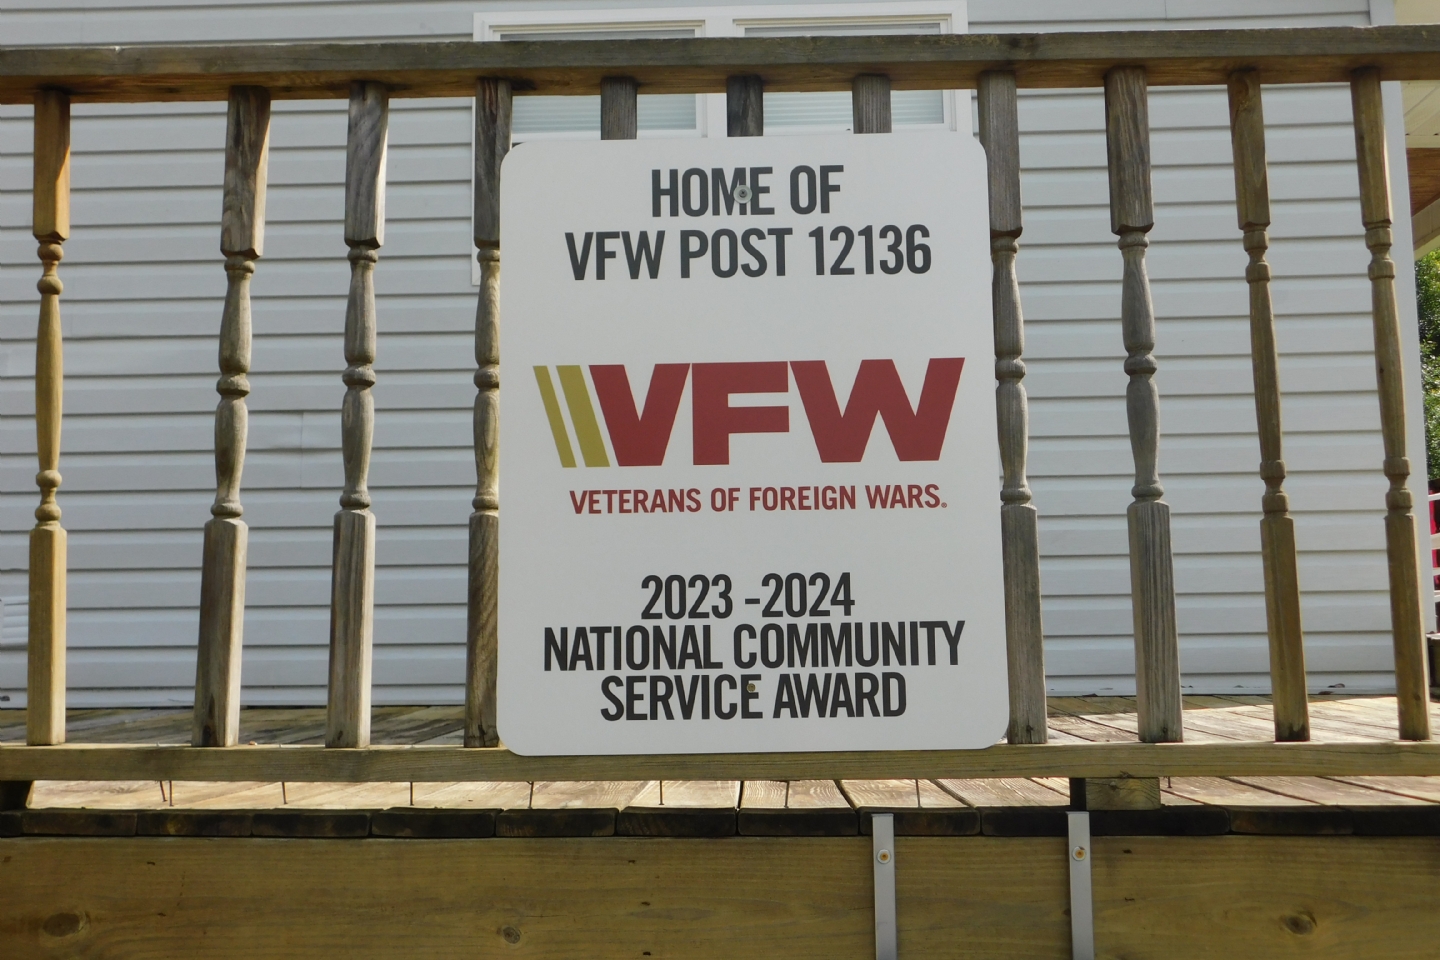 HOME OF
VFW POST 12136
VFW
VETERANS OF FOREIGN WARS®
2023 -2024
NATIONAL COMMUNITY
SERVICE AWARD